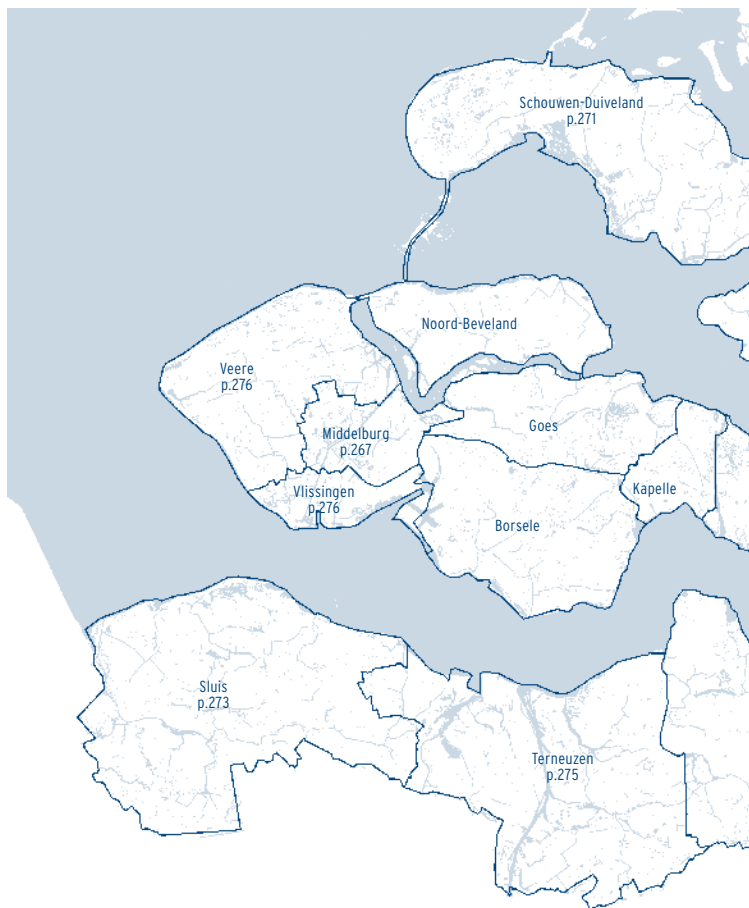 Schouwen-Duiveland
p.271
Noord-Beveland
Veere
p.276
Goes
Middelburg
p.267
Kapelle
Vlissingen
p.276
Borsele
Sluis
p.273
Terneuzen
p.275